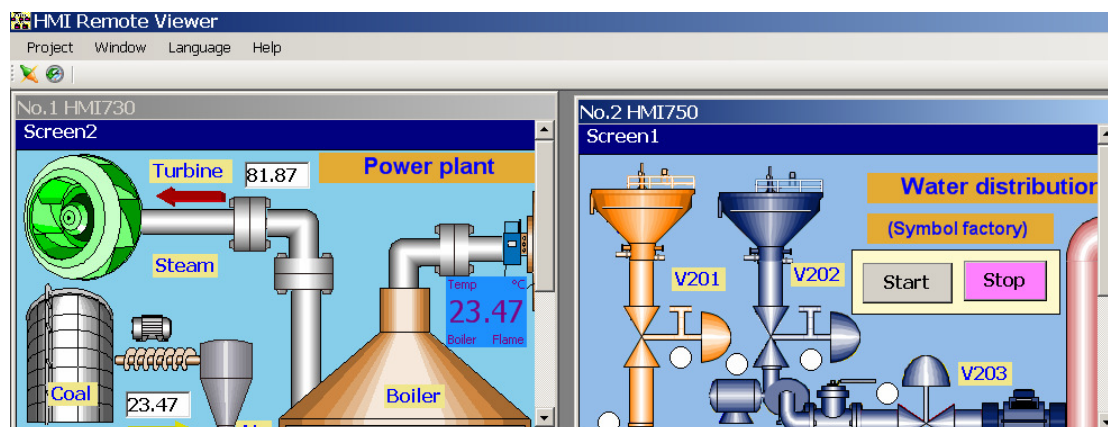 HMI Remote Viewer
Project Window Language Help
No.1 HMI730
Screen2
Turbine
81.87
Power plant
Steam
Temp °C
23.47
Boiler Flame
Coal
23.47
Boiler
No.2 HMI750
Screen1
Water distribution
(Symbol factory)
V201
V202
Start
Stop
V203